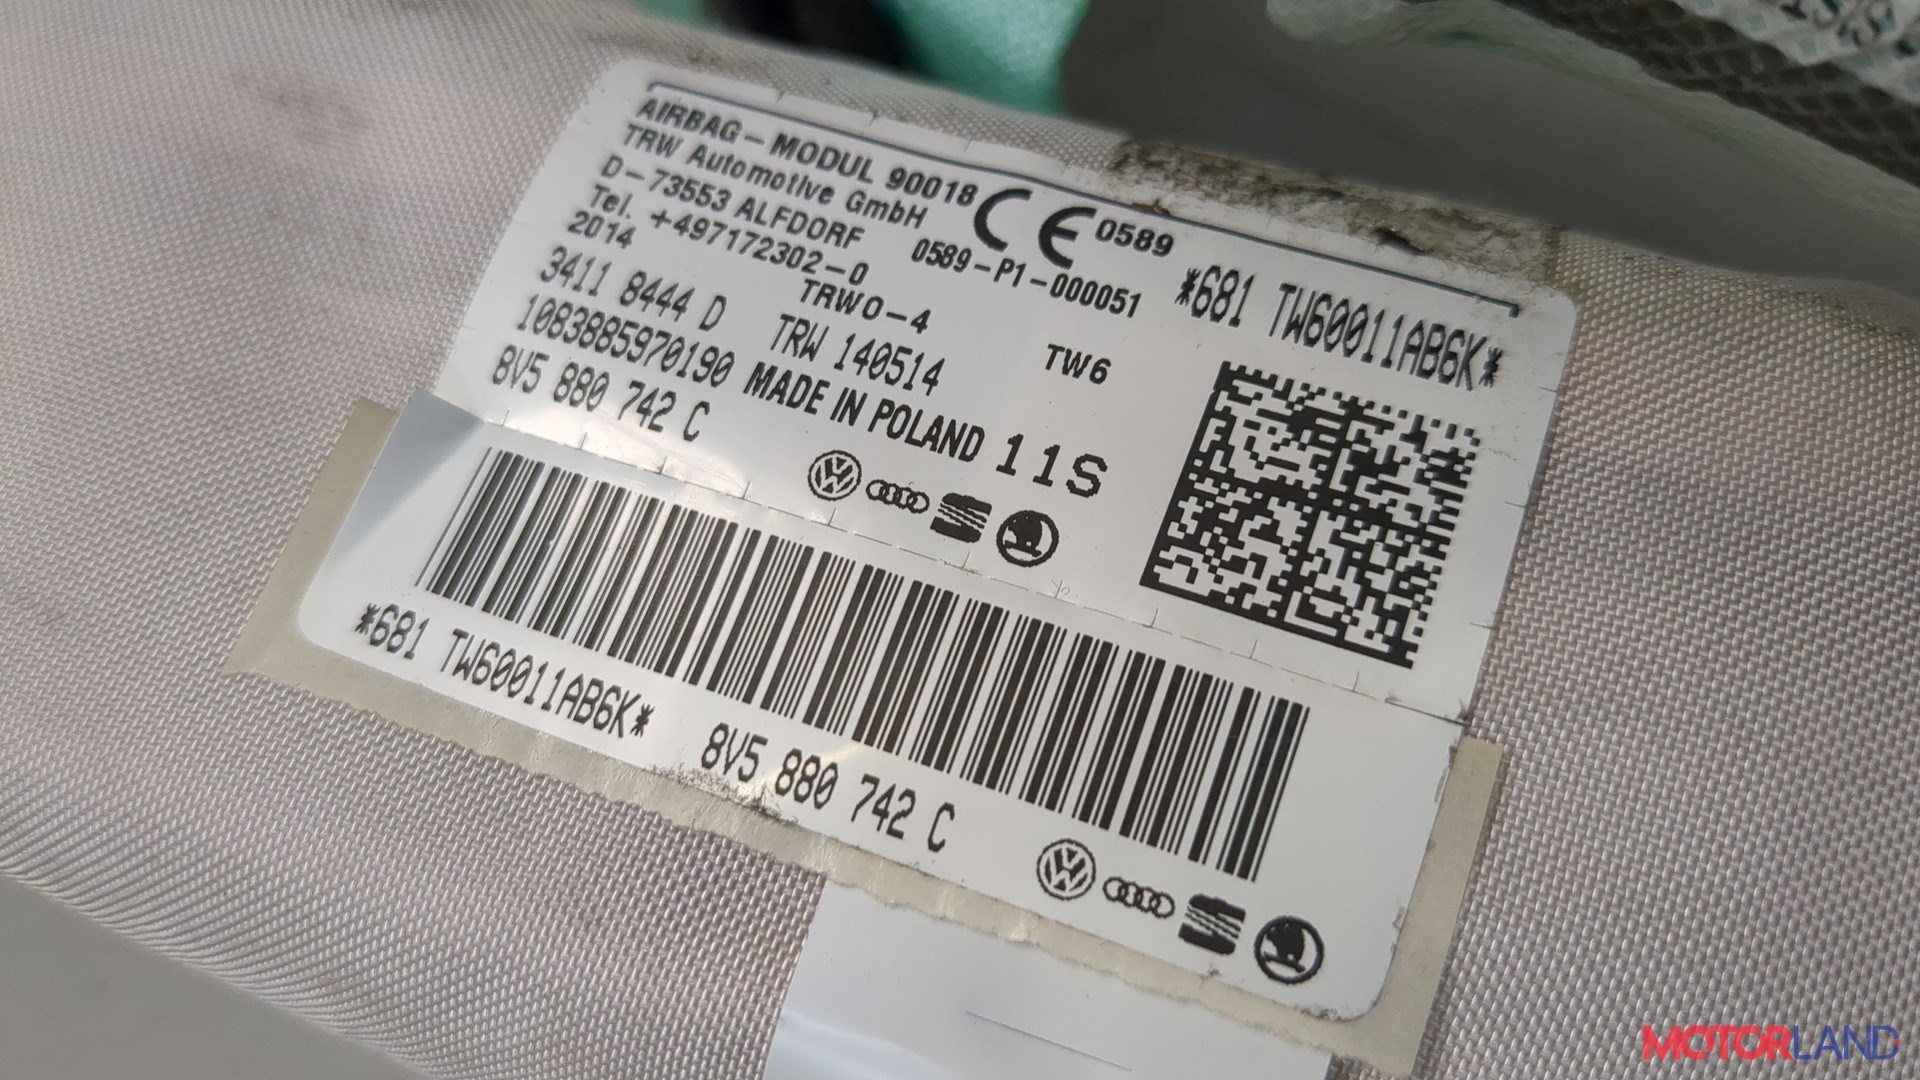 AIRBAG-MODUL 90018
TRW Automotive GmbH
D-73553 ALFDORF
Tel. +497172302-0
2014
CE 0589
0589-P1-000051
TRWO-4
3411 8444 D
TRW 140514
TW6
1083885970190
MADE IN POLAND
11S
8V5 880 742 C
*681 TW60011AB6K*
*681 TW60011AB6K*
8V5 880 742 C
MOTORLAND